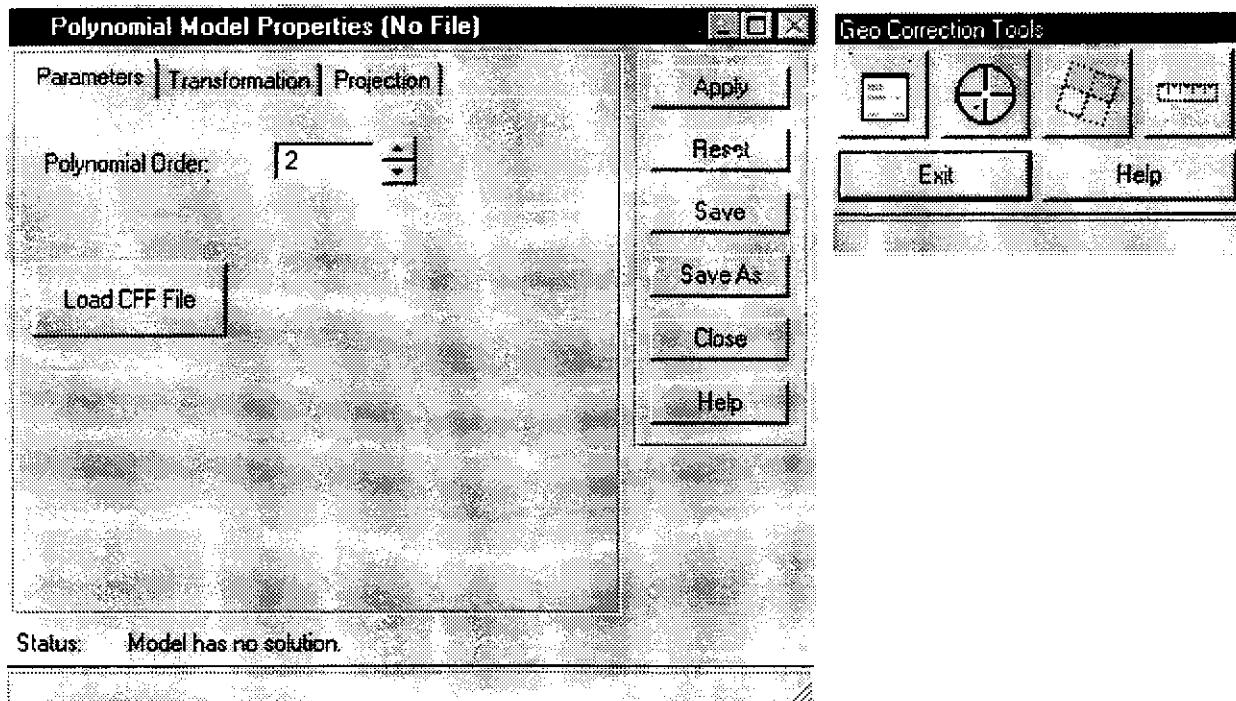 Polynomial Model Properties (No File)
Parameters Transformation Projection
Polynomial Order: 2
Load CFF File
Apply
Reset
Save
Save As
Close
Help
Status: Model has no solution.
Geo Correction Tools
Exit Help